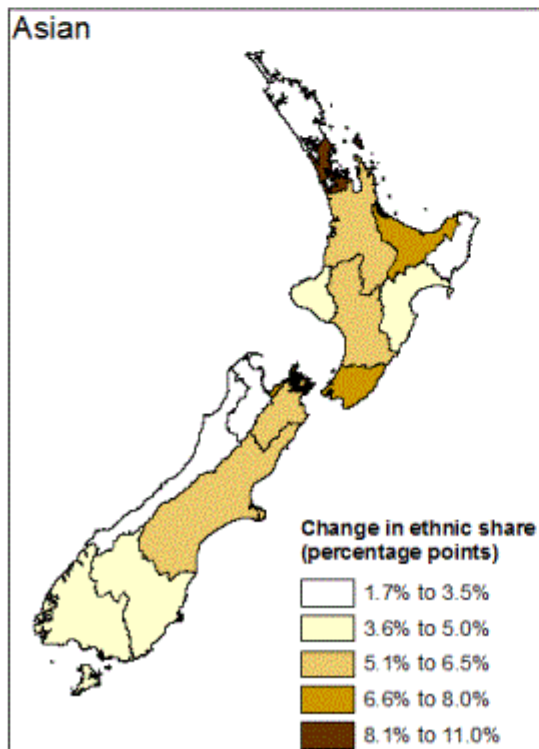 Asian
Change in ethnic share
(percentage points)
1.7% to 3.5%
3.6% to 5.0%
5.1% to 6.5%
6.6% to 8.0%
8.1% to 11.0%